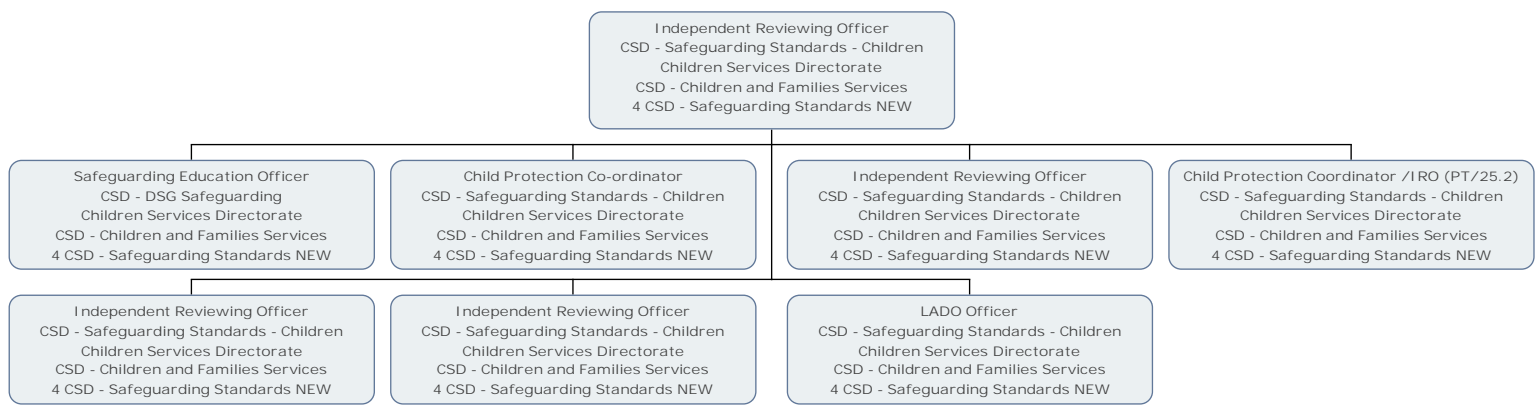 Independent Reviewing Officer
CSD - Safeguarding Standards - Children
Children Services Directorate
CSD - Children and Families Services
4 CSD - Safeguarding Standards NEW
Safeguarding Education Officer
CSD - DSG Safeguarding
Children Services Directorate
CSD - Children and Families Services
4 CSD - Safeguarding Standards NEW
Child Protection Co-ordinator
CSD - Safeguarding Standards - Children
Children Services Directorate
CSD - Children and Families Services
4 CSD - Safeguarding Standards NEW
Independent Reviewing Officer
CSD - Safeguarding Standards - Children
Children Services Directorate
CSD - Children and Families Services
4 CSD - Safeguarding Standards NEW
Child Protection Coordinator /IRO (PT/25.2)
CSD - Safeguarding Standards - Children
Children Services Directorate
CSD - Children and Families Services
4 CSD - Safeguarding Standards NEW
Independent Reviewing Officer
CSD - Safeguarding Standards - Children
Children Services Directorate
CSD - Children and Families Services
4 CSD - Safeguarding Standards NEW
Independent Reviewing Officer
CSD - Safeguarding Standards - Children
Children Services Directorate
CSD - Children and Families Services
4 CSD - Safeguarding Standards NEW
LADO Officer
CSD - Safeguarding Standards - Children
Children Services Directorate
CSD - Children and Families Services
4 CSD - Safeguarding Standards NEW